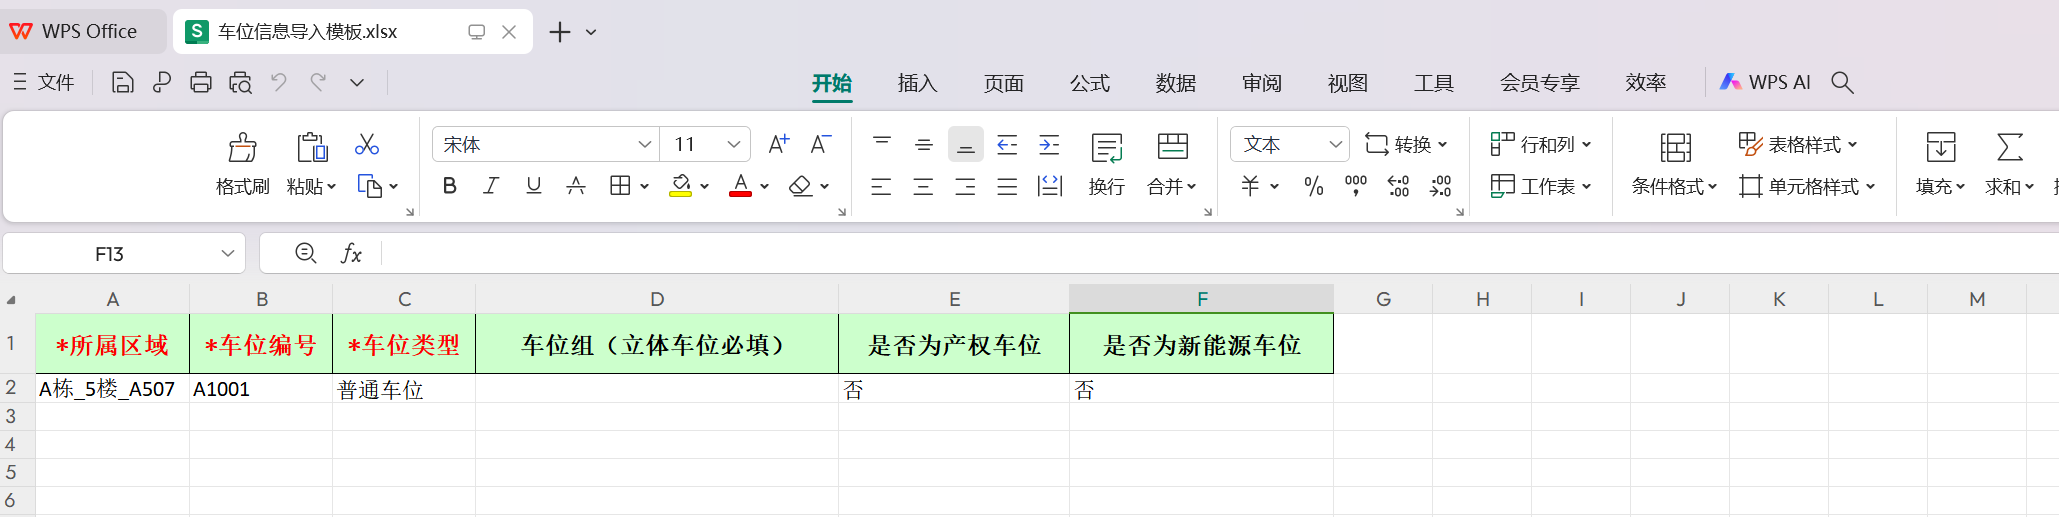 WPS Office
车位信息导入模板.xlsx
文件
开始 插入 页面 公式 数据 审阅 视图 工具 会员专享 效率 WPS AI
宋体 11 A+ A- 文本 转换 行和列 表格样式
格式刷 粘贴 B I U A A 换行 合并 ¥ % 000 工作表 条件格式 单元格样式 填充 求和
F13 fx
A B C D E F G H I J K L M
1 *所属区域 *车位编号 *车位类型 车位组（立体车位必填） 是否为产权车位 是否为新能源车位
2 A栋_5楼_A507 A1001 普通车位 否 否
3
4
5
6